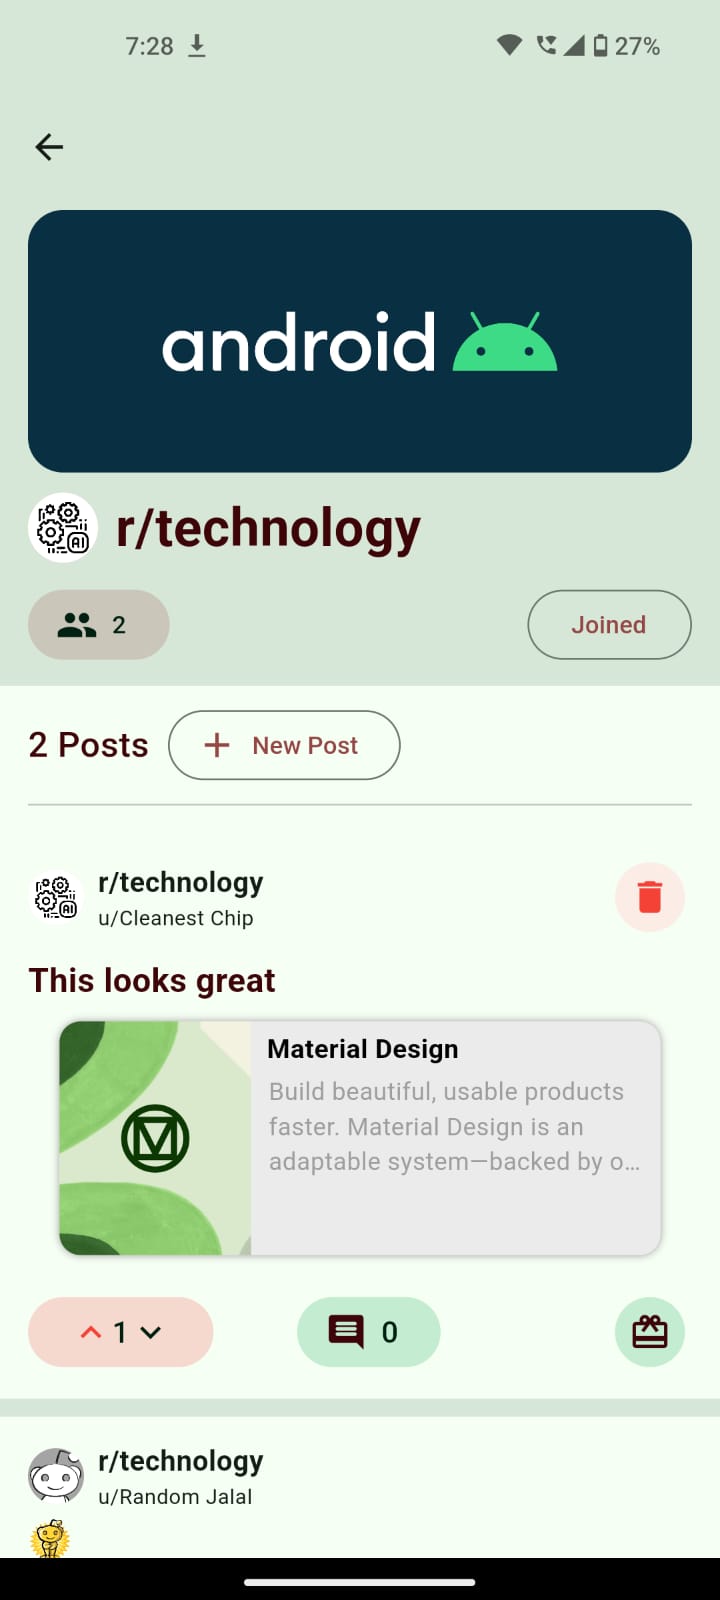 7:28
27%
android
r/technology
2
Joined
2 Posts
New Post
r/technology
u/Cleanest Chip
AI
This looks great
Material Design
Build beautiful, usable products
faster. Material Design is an
adaptable system—backed by o...
1
0
r/technology
u/Random Jalal